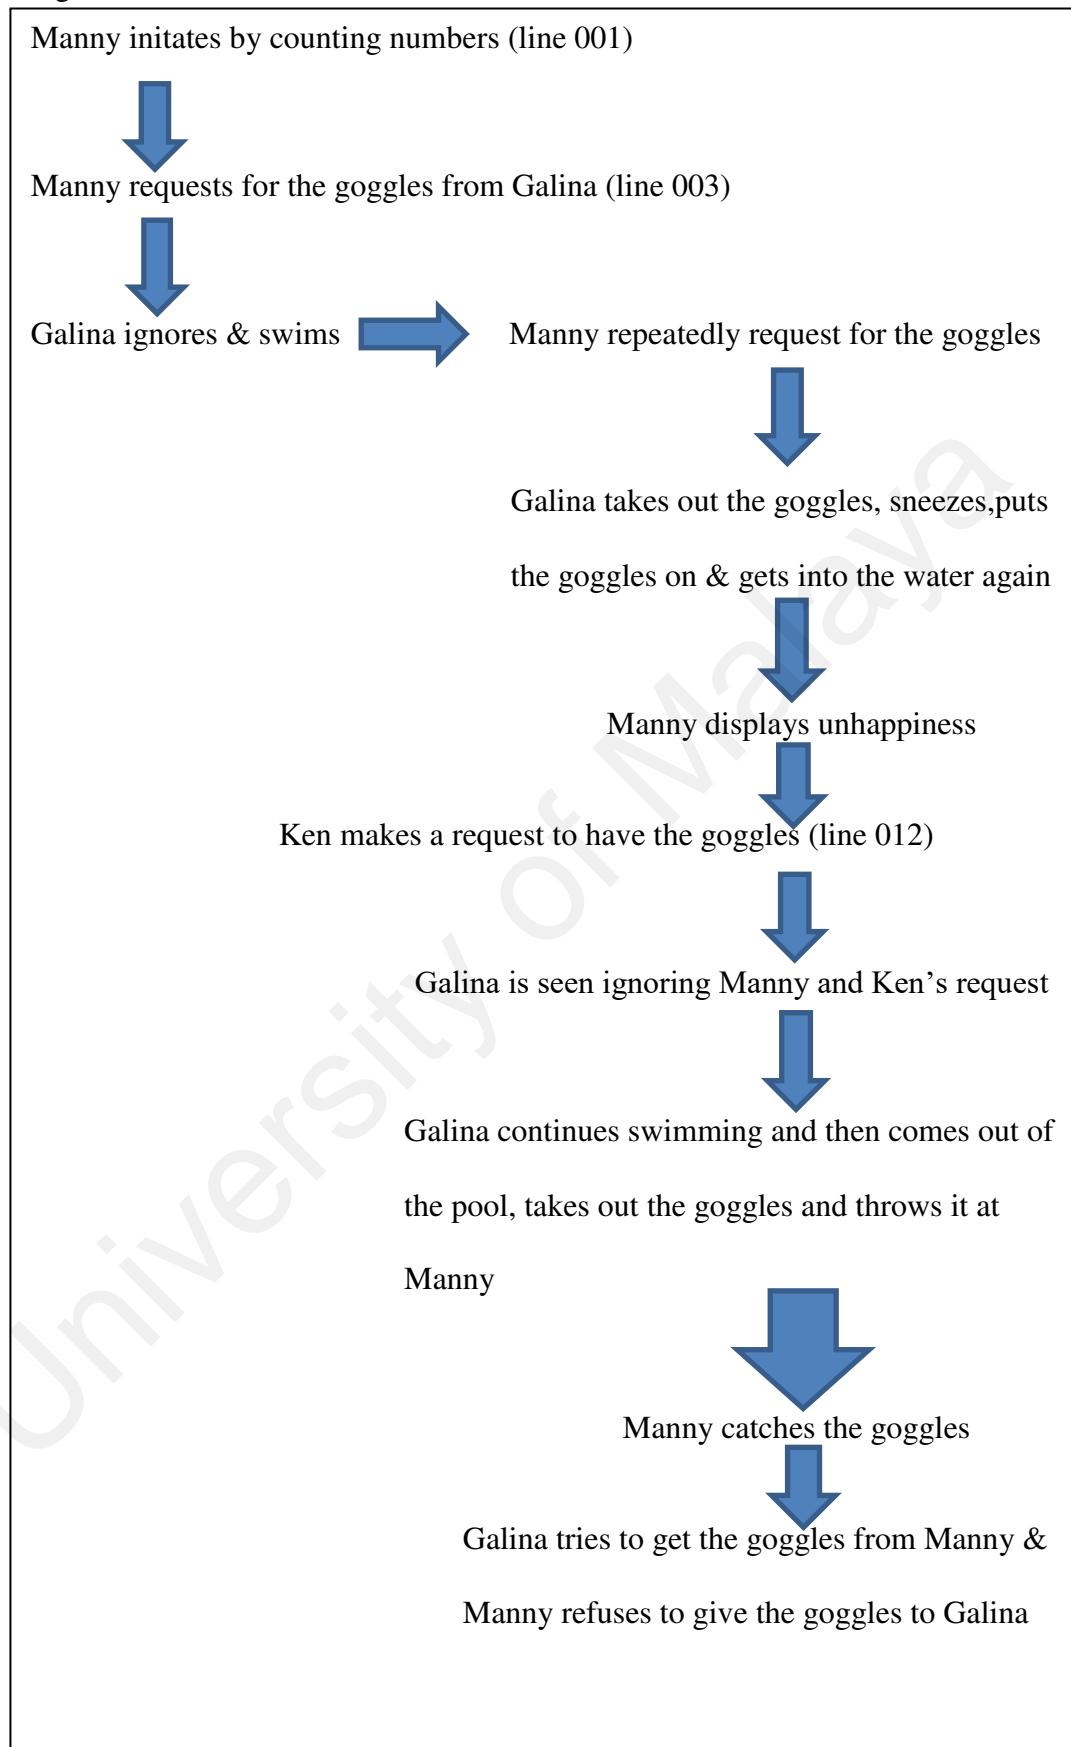 Manny initates by counting numbers (line 001)
Manny requests for the goggles from Galina (line 003)
Galina ignores & swims
Manny repeatedly request for the goggles
Galina takes out the goggles, sneezes,puts
the goggles on & gets into the water again
Manny displays unhappiness
Ken makes a request to have the goggles (line 012)
Galina is seen ignoring Manny and Ken's request
Galina continues swimming and then comes out of
the pool, takes out the goggles and throws it at
Manny
Manny catches the goggles
Galina tries to get the goggles from Manny &
Manny refuses to give the goggles to Galina
University of Malaya